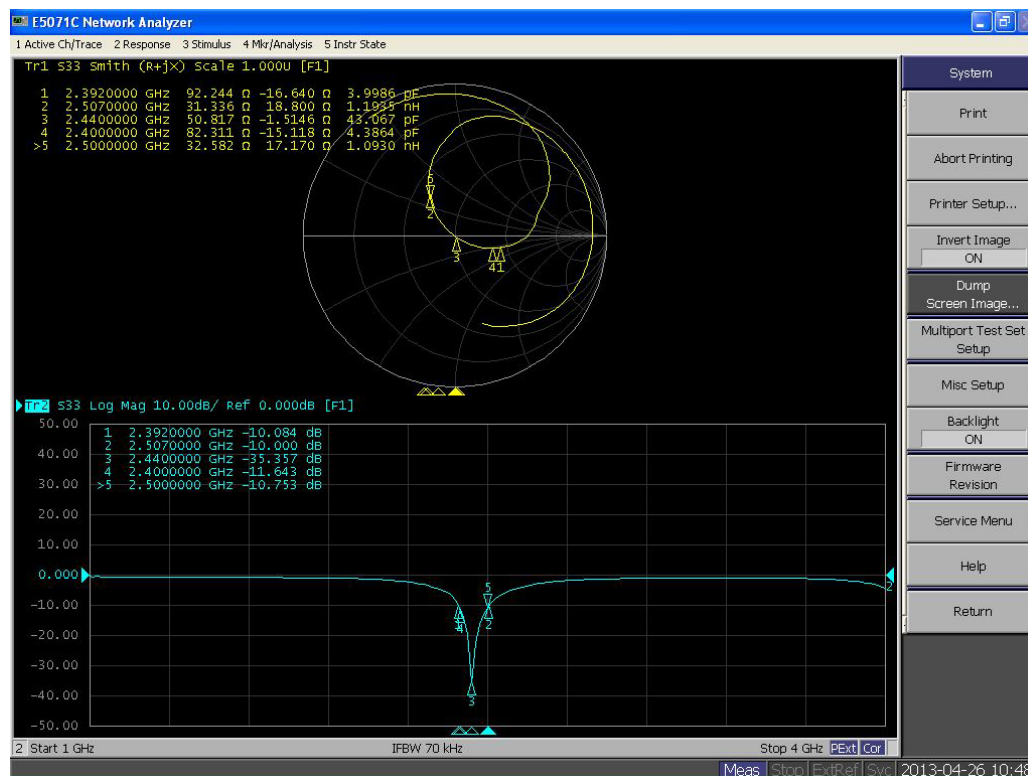 E5071C Network Analyzer
1 Active Ch/Trace 2 Response 3 Stimulus 4 Mkr/Analysis 5 Instr State
Tr1 S33 Smith (R+jX) Scale 1.000U [F1]
1 2.3920000 GHz 92.244 Ω -16.640 Ω 3.9986 pF
2 2.5070000 GHz 31.336 Ω 18.800 Ω 1.1935 nH
3 2.4400000 GHz 50.817 Ω -1.5146 Ω 43.067 pF
4 2.4000000 GHz 82.311 Ω -15.118 Ω 4.3864 pF
>5 2.5000000 GHz 32.582 Ω 17.170 Ω 1.0930 nH
5
2
3
41
Tr2 S33 Log Mag 10.00dB/ Ref 0.000dB [F1]
50.00
1 2.3920000 GHz -10.084 dB
2 2.5070000 GHz -10.000 dB
40.00
3 2.4400000 GHz -35.357 dB
4 2.4000000 GHz -11.643 dB
30.00
>5 2.5000000 GHz -10.753 dB
20.00
10.00
0.000
2
5
-10.00
4
2
-20.00
-30.00
-40.00
3
-50.00
2 Start 1 GHz
IFBW 70 kHz
Stop 4 GHz PExt Cor
System
Print
Abort Printing
Printer Setup...
Invert Image
ON
Dump
Screen Image...
Multiport Test Set
Setup
Misc Setup
Backlight
ON
Firmware
Revision
Service Menu
Help
Return
Meas Stop ExtRef Svc 2013-04-26 10:48